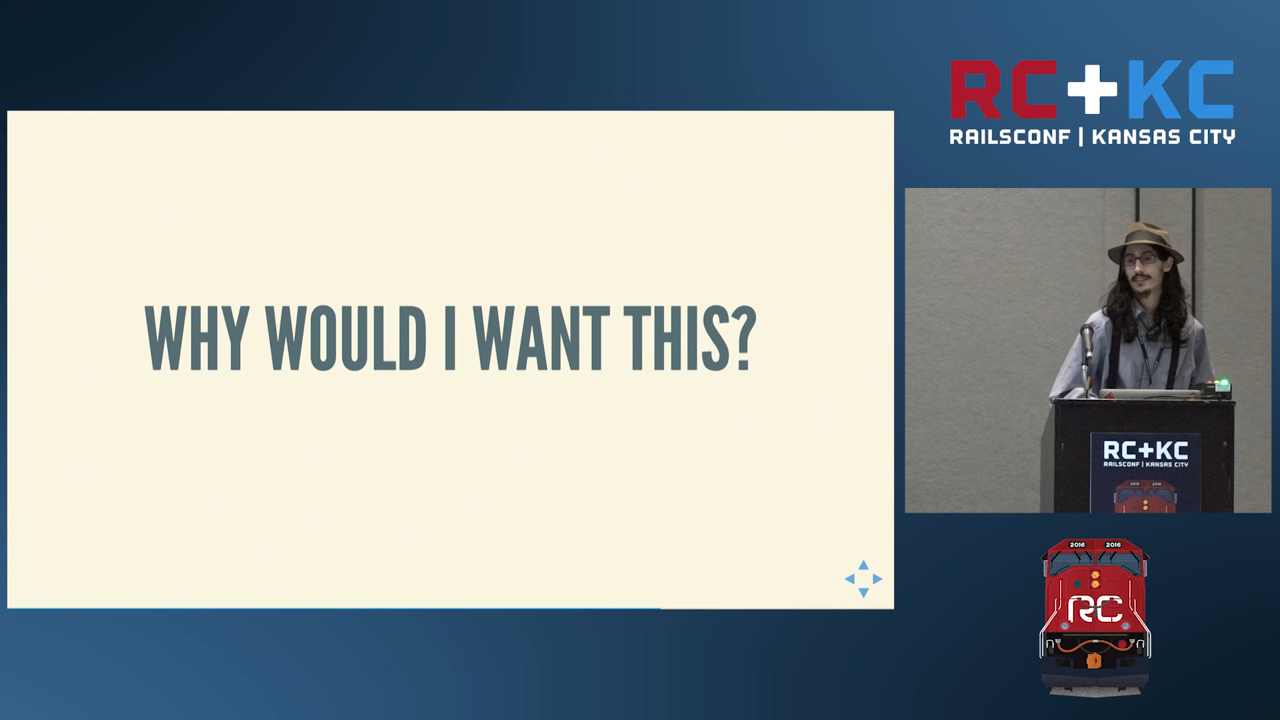 WHY WOULD I WANT THIS?
RC+KC
RAILSCONF | KANSAS CITY
RC+KC
RAILSCONF | KANSAS CITY
2016 2016
RC